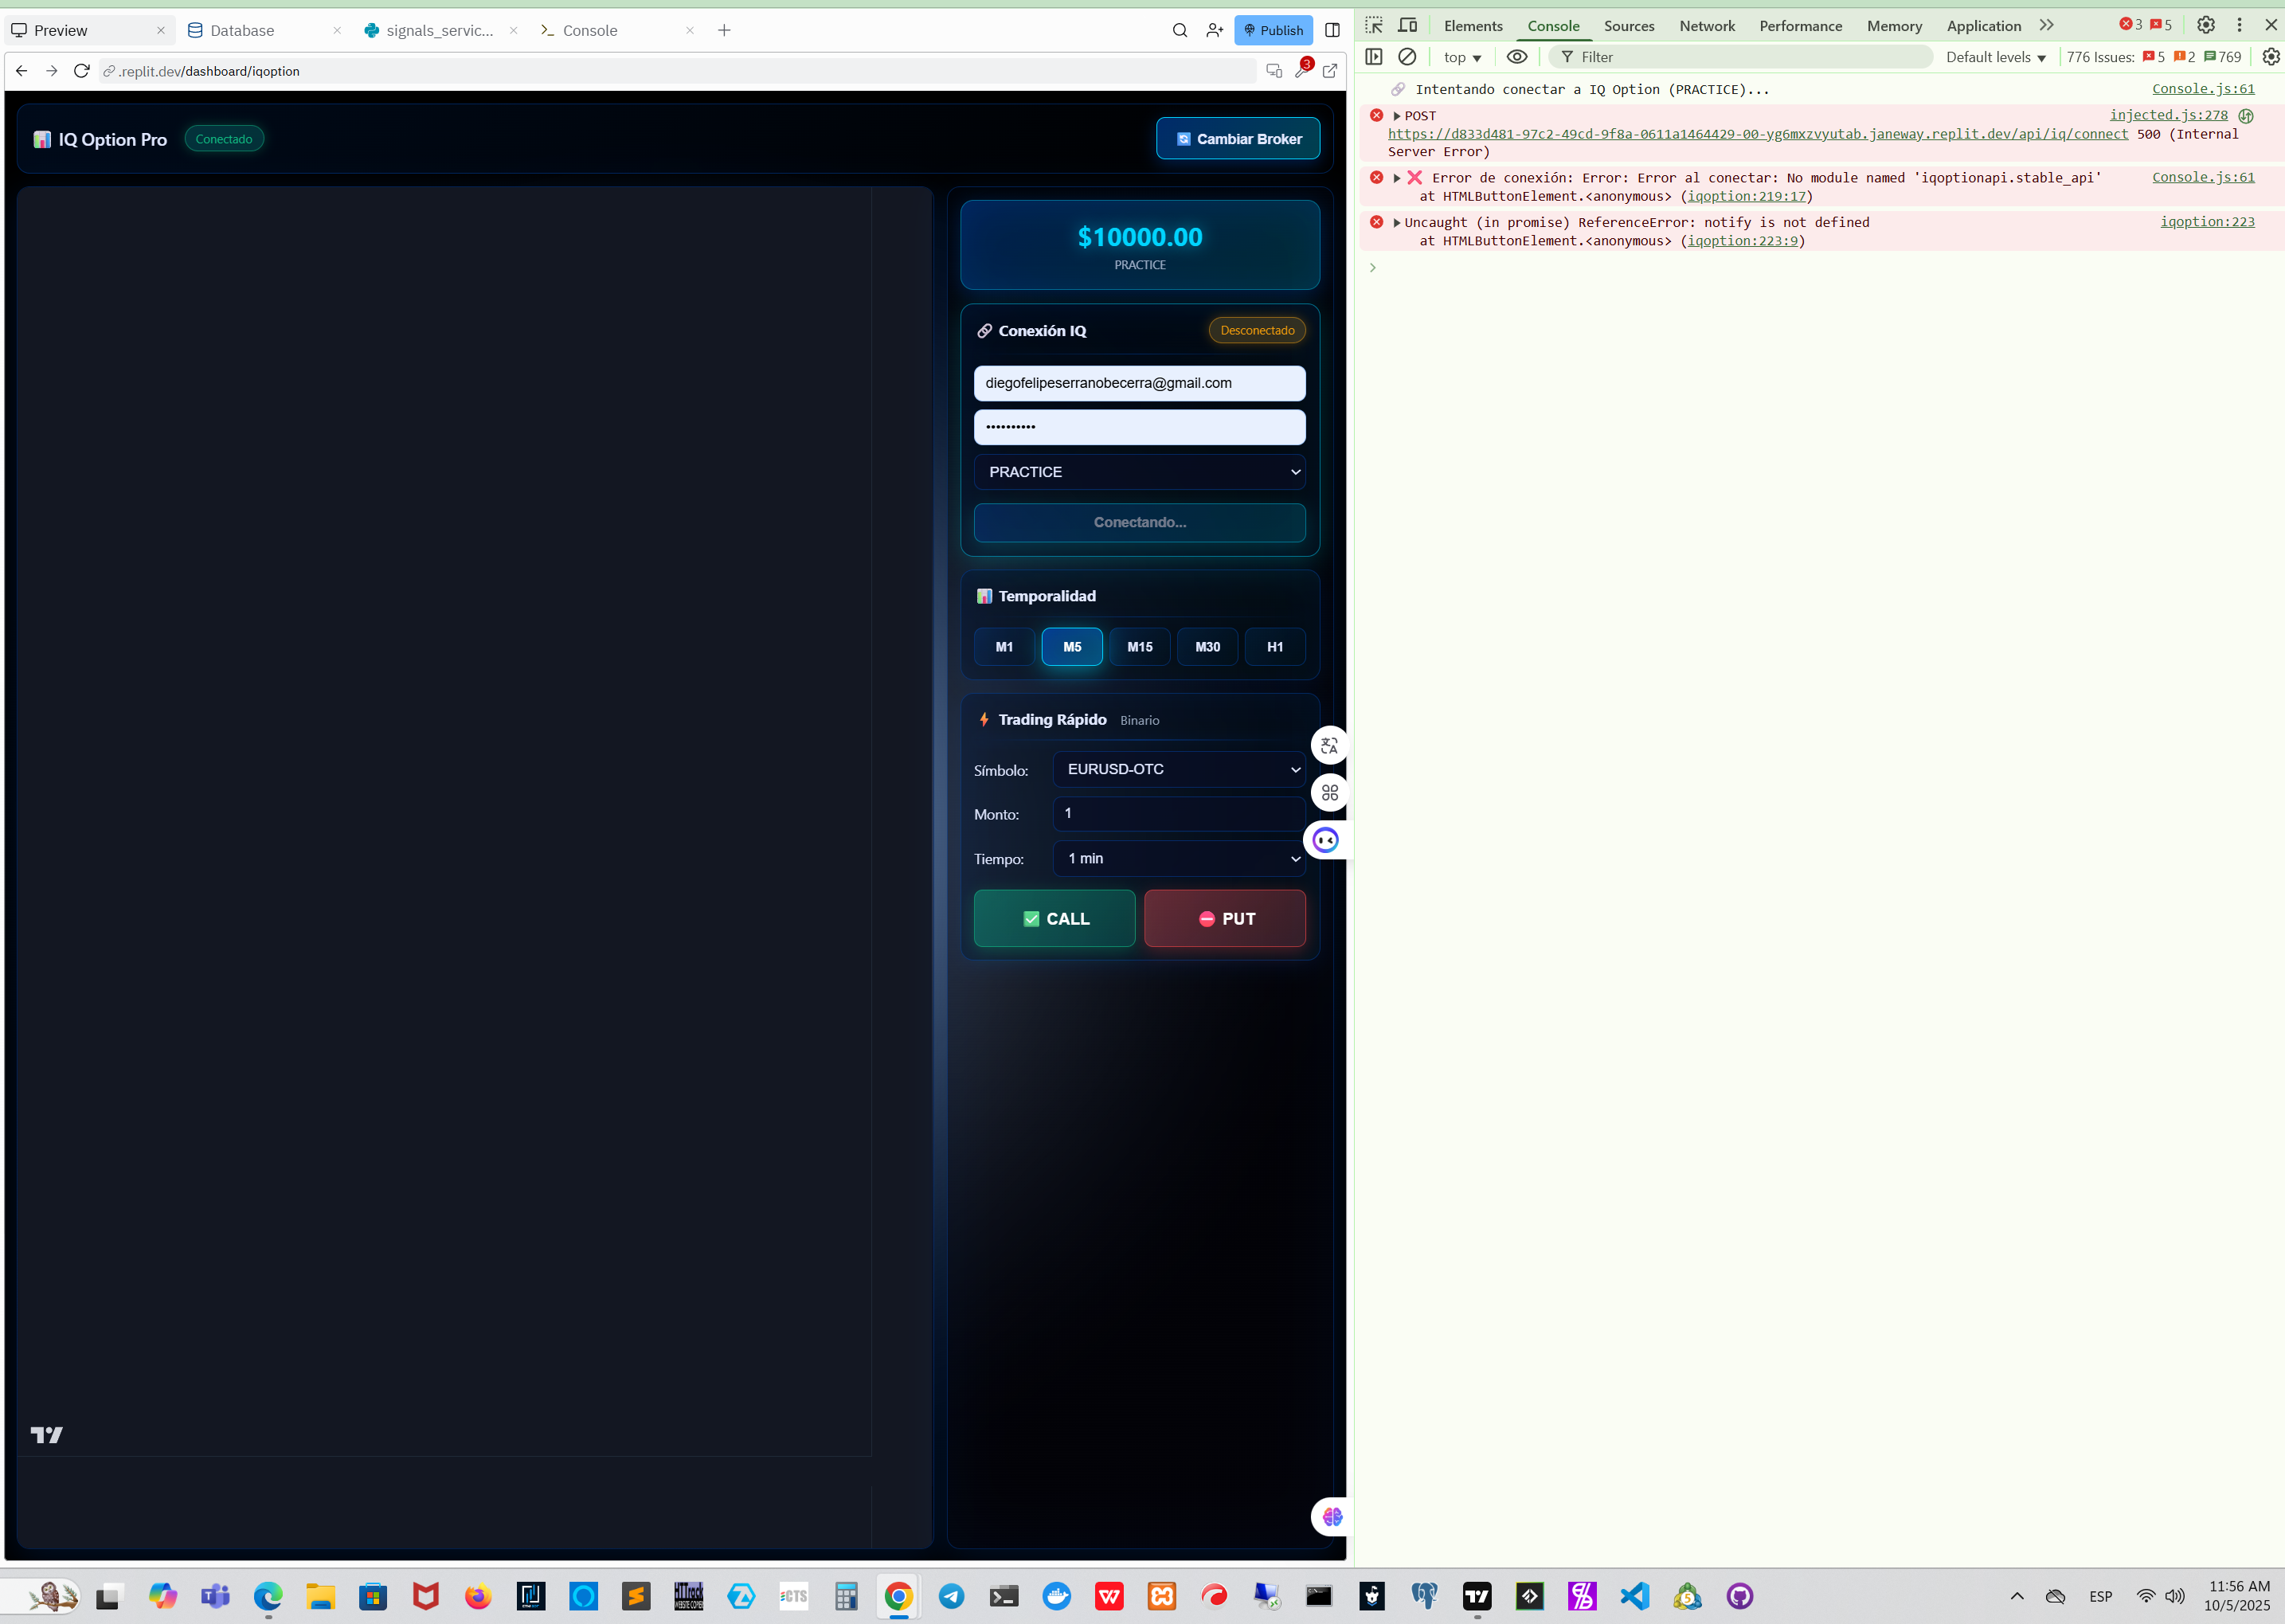 Preview
Database
signals_servic...
Console
Publish
.replit.dev/dashboard/iqoption
3
IQ Option Pro
Conectado
Cambiar Broker
$10000.00
PRACTICE
Conexión IQ
Desconectado
diegofelipeserranobecerra@gmail.com
••••••••••
PRACTICE
Conectando...
Temporalidad
M1
M5
M15
M30
H1
Trading Rápido Binario
Símbolo:
EURUSD-OTC
Monto:
1
Tiempo:
1 min
CALL
PUT
Elements
Console
Sources
Network
Performance
Memory
Application
3
5
top
Filter
Default levels
776 Issues:
5
2
769
Intentando conectar a IQ Option (PRACTICE)...
Console.js:61
POST
injected.js:278
https://d833d481-97c2-49cd-9f8a-0611a1464429-00-yg6mxzvyutab.janeway.replit.dev/api/iq/connect 500 (Internal
Server Error)
Error de conexión: Error: Error al conectar: No module named 'iqoptionapi.stable_api'
Console.js:61
at HTMLButtonElement.<anonymous> (iqoption:219:17)
Uncaught (in promise) ReferenceError: notify is not defined
iqoption:223
at HTMLButtonElement.<anonymous> (iqoption:223:9)
ESP
11:56 AM
10/5/2025